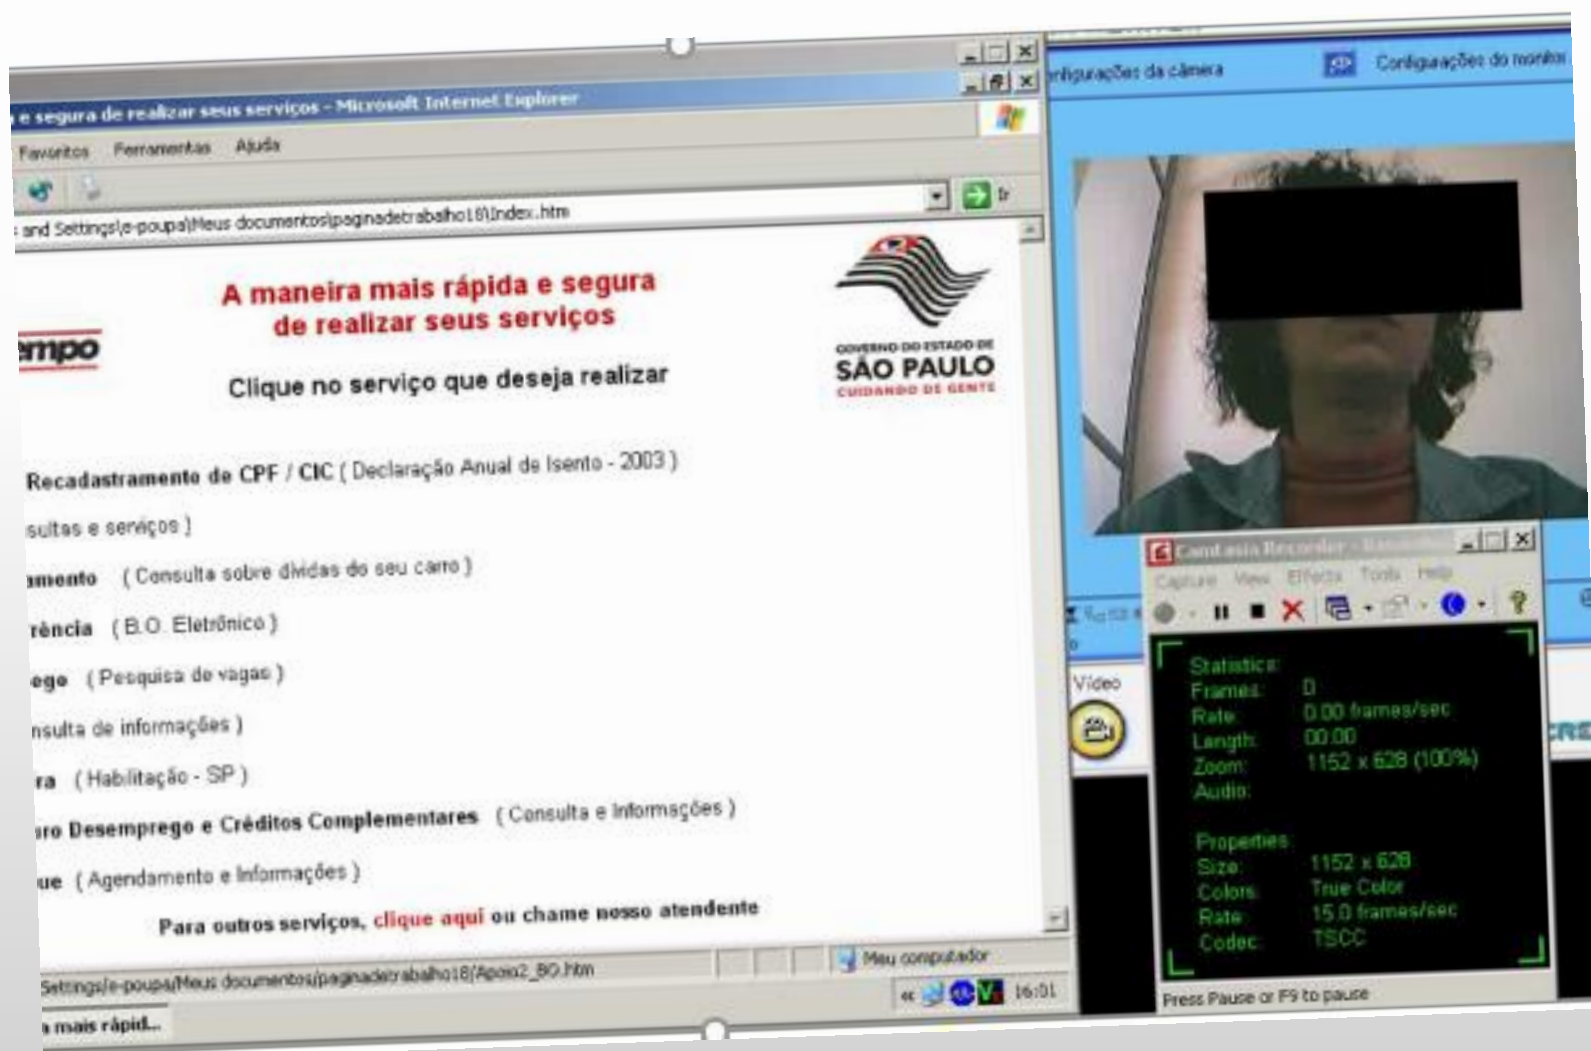 e segura de realizar seus serviços - Microsoft Internet Explorer
Favoritos Ferramentas Ajuda
and Settings\e-poupa\Meus documentos\paginadetrabalho18\Index.htm
Ir
empo
A maneira mais rápida e segura
de realizar seus serviços
Clique no serviço que deseja realizar
GOVERNO DO ESTADO DE
SÃO PAULO
CUIDANDO DE GENTE
Recadastramento de CPF / CIC ( Declaração Anual de Isento - 2003 )
sultas e serviços )
amento ( Consulta sobre dívidas do seu carro )
rência ( B.O. Eletrônico )
ego ( Pesquisa de vagas )
nsulta de informações )
ra ( Habilitação - SP )
uro Desemprego e Créditos Complementares ( Consulta e Informações )
ue ( Agendamento e Informações )
Para outros serviços, clique aqui ou chame nosso atendente
Settings/e-poupa/Meus documentos/paginadetrabalho18/Apoio2_BO.htm
Meu computador
a mais rápid...
16:01
nfigurações da câmera
Configurações do monitor
Camtasia Recorder -
Capture View Effects Tools Help
Vídeo
Statistics:
Frames: 0
Rate: 0.00 frames/sec
Length: 00:00
Zoom: 1152 x 628 (100%)
Audio:
Properties:
Size: 1152 x 628
Colors: True Color
Rate: 15.0 frames/sec
Codec: TSCC
Press Pause or F9 to pause